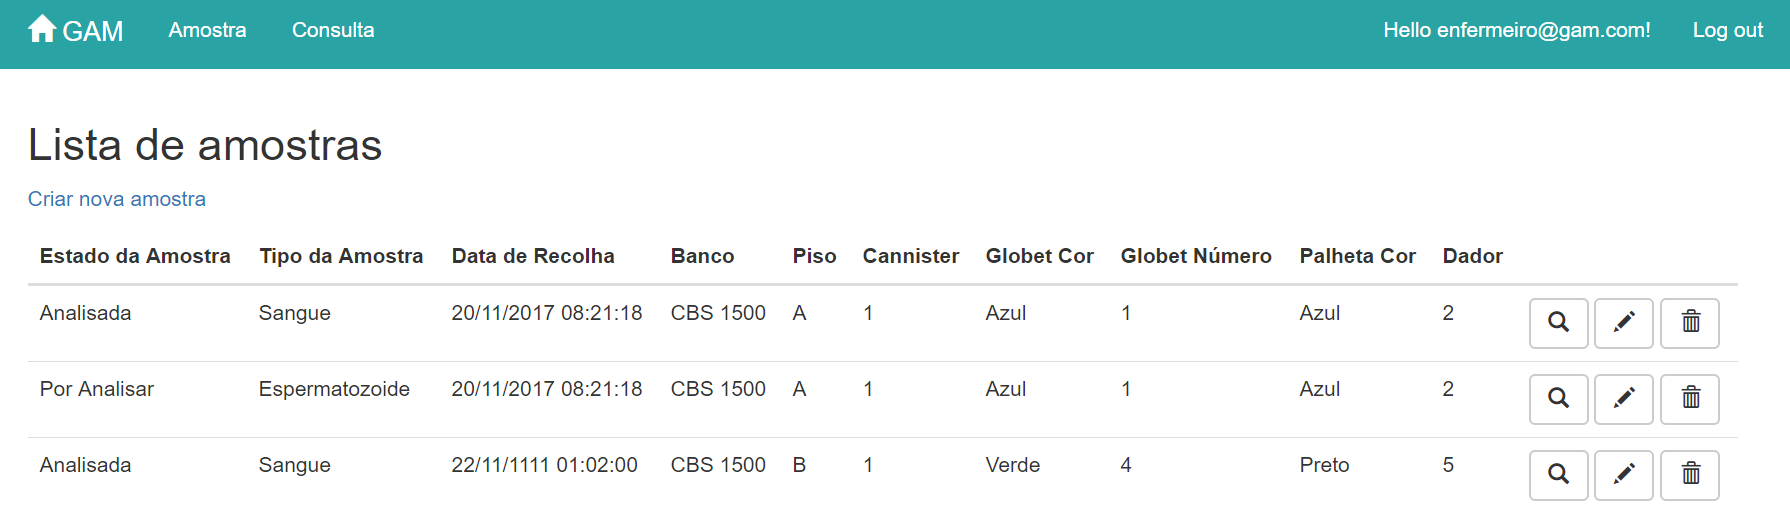 GAM Amostra Consulta Hello enfermeiro@gam.com! Log out
Lista de amostras
Criar nova amostra
Estado da Amostra Tipo da Amostra Data de Recolha Banco Piso Cannister Globet Cor Globet Número Palheta Cor Dador
Analisada Sangue 20/11/2017 08:21:18 CBS 1500 A 1 Azul 1 Azul 2
Por Analisar Espermatozoide 20/11/2017 08:21:18 CBS 1500 A 1 Azul 1 Azul 2
Analisada Sangue 22/11/1111 01:02:00 CBS 1500 B 1 Verde 4 Preto 5